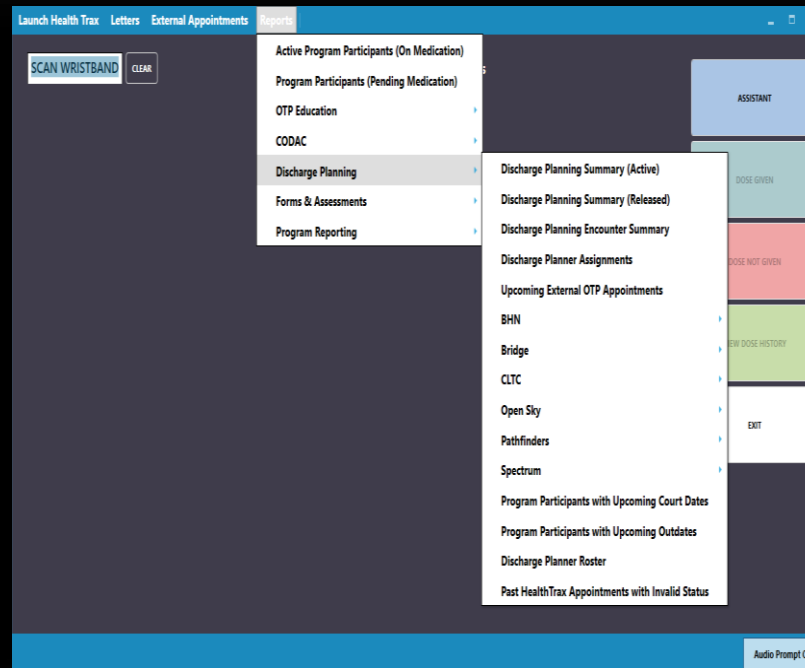 Launch Health Trax Letters External Appointments Reports
SCAN WRISTBAND CLEAR
Active Program Participants (On Medication)
Program Participants (Pending Medication)
OTP Education
CODAC
Discharge Planning
Forms & Assessments
Program Reporting
Discharge Planning Summary (Active)
Discharge Planning Summary (Released)
Discharge Planning Encounter Summary
Discharge Planner Assignments
Upcoming External OTP Appointments
BHN
Bridge
CLTC
Open Sky
Pathfinders
Spectrum
Program Participants with Upcoming Court Dates
Program Participants with Upcoming Outdates
Discharge Planner Roster
Past HealthTrax Appointments with Invalid Status
ASSISTANT
DOSE GIVEN
DOSE NOT GIVEN
DOSE HISTORY
EXIT
Audio Prompt